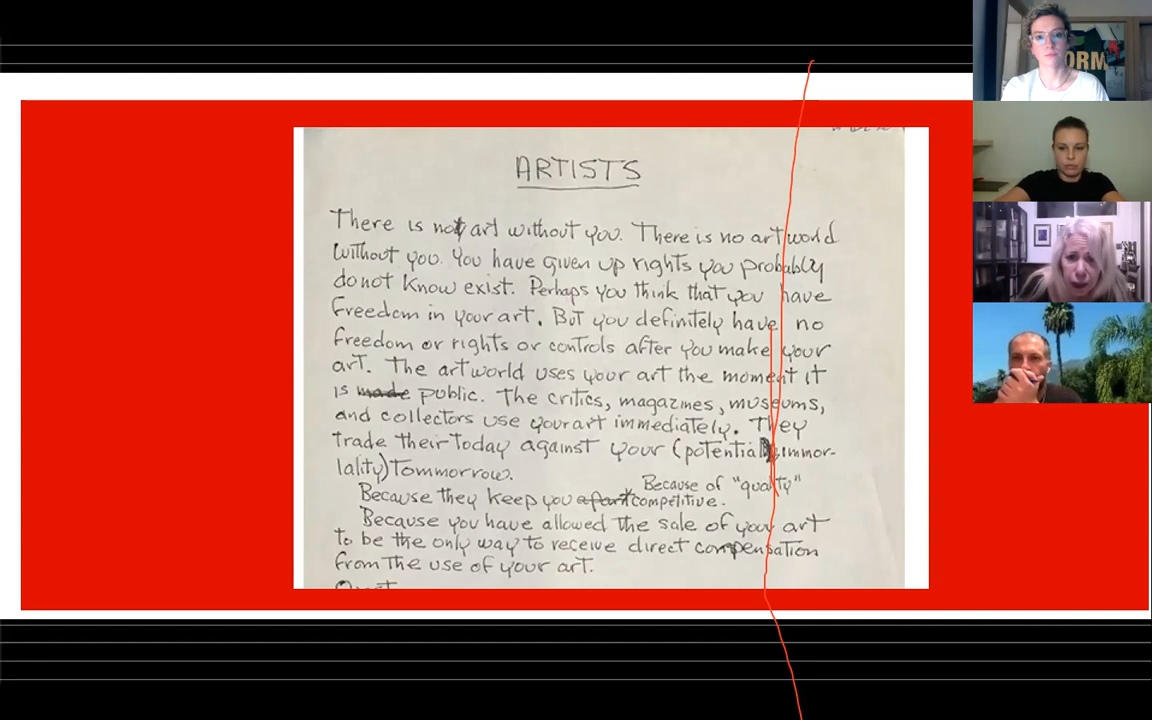 ORM
ARTISTS
There is not art without you. There is no art world
without you. You have given up rights you probably
do not know exist. Perhaps you think that you have
freedom in your art. But you definitely have no
freedom or rights or controls after you make your
art. The artworld uses your art the moment it
is made public. The critics, magazines, museums,
and collectors use your art immediately. They
trade their Today against your (potential immor-
tality) Tommorrow.
Because of "quality"
Because they keep you apart competitive.
Because you have allowed the sale of your art
to be the only way to receive direct compensation
from the use of your art.